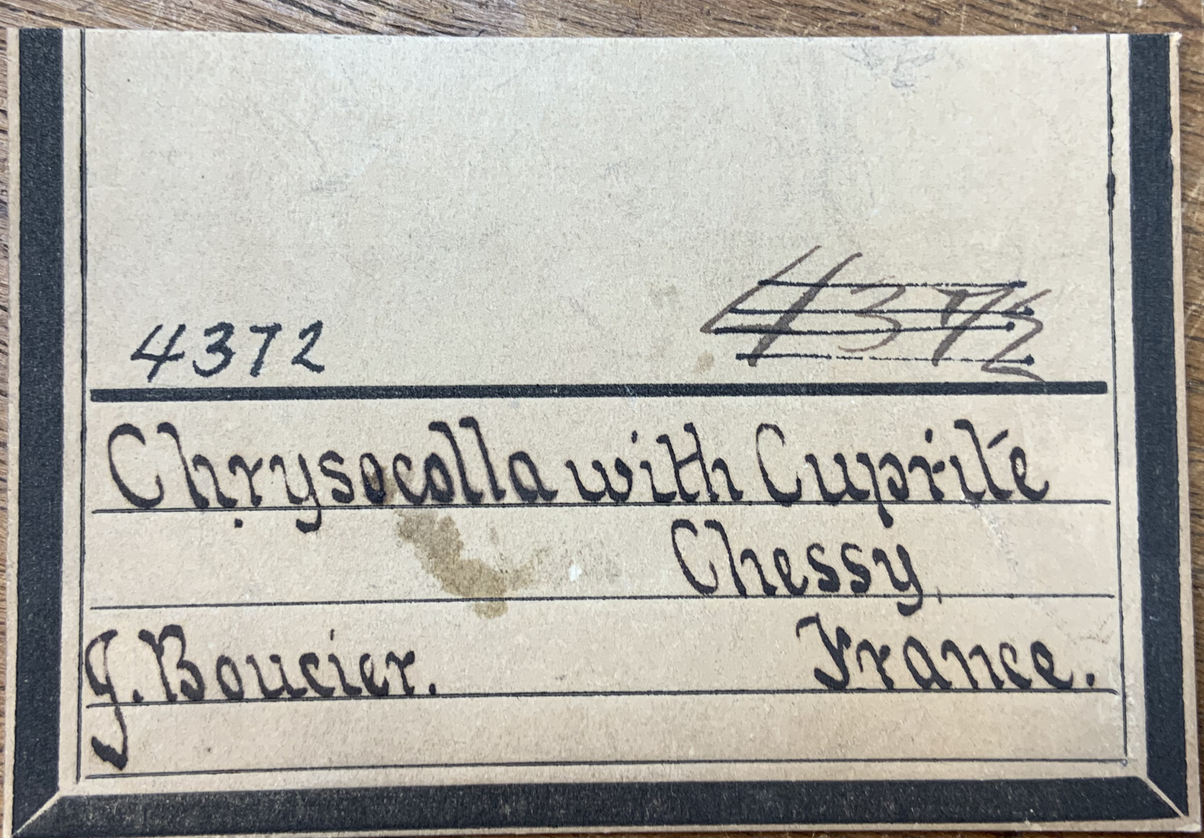 4372 4372
Chrysocolla with Cuprite
Chessy,
J. Boucier. France.